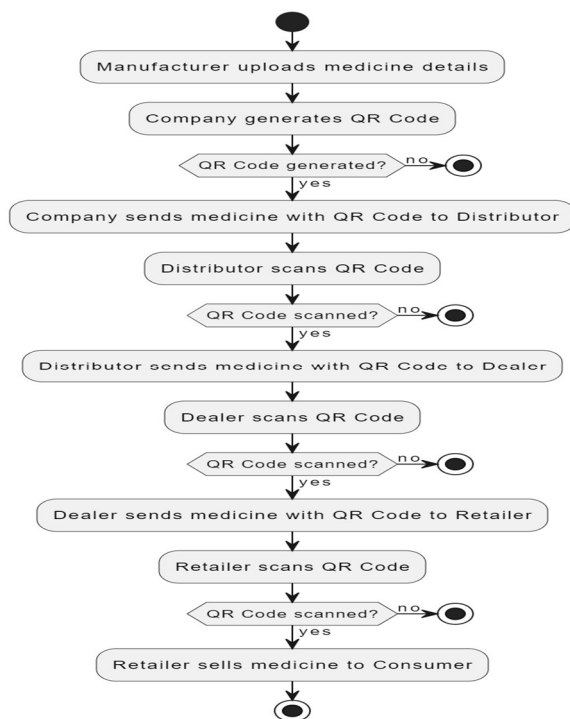 Manufacturer uploads medicine details
Company generates QR Code
QR Code generated?
no
yes
Company sends medicine with QR Code to Distributor
Distributor scans QR Code
QR Code scanned?
no
yes
Distributor sends medicine with QR Code to Dealer
Dealer scans QR Code
QR Code scanned?
no
yes
Dealer sends medicine with QR Code to Retailer
Retailer scans QR Code
QR Code scanned?
no
yes
Retailer sells medicine to Consumer